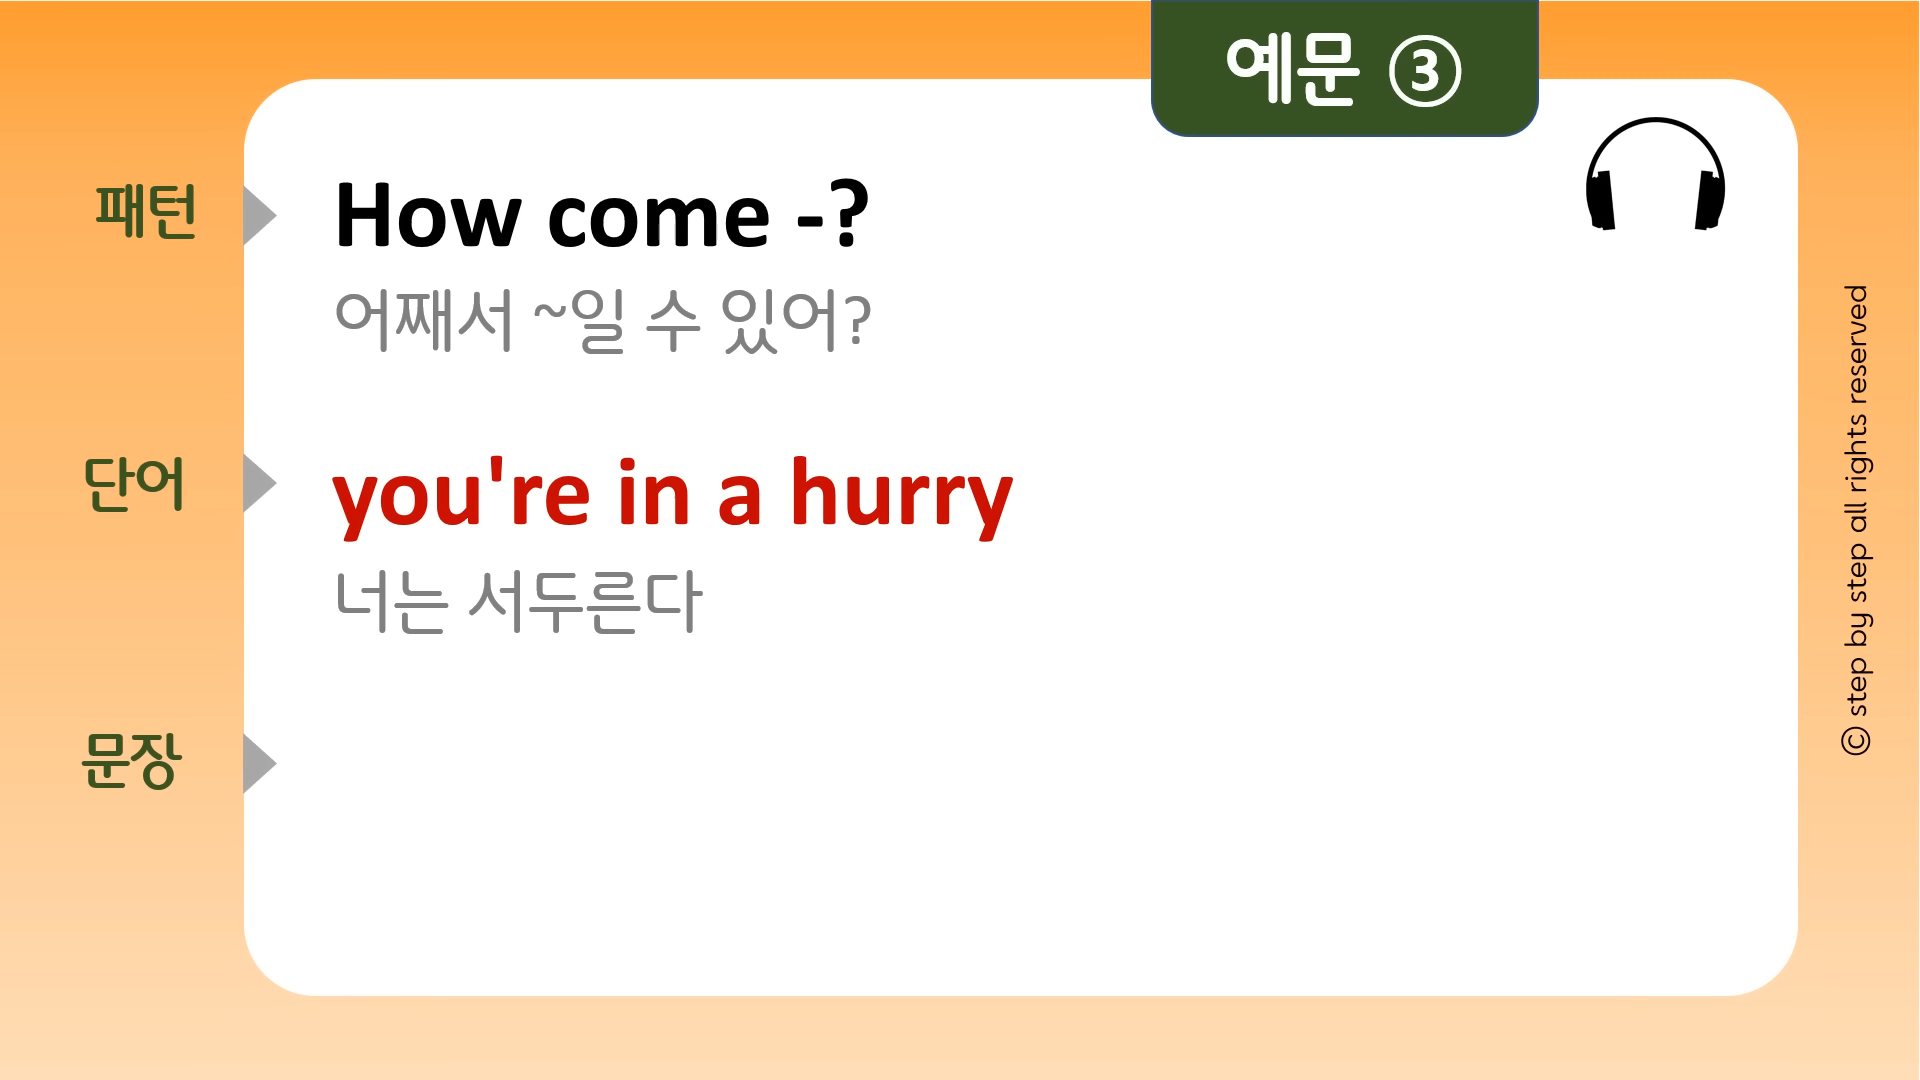 예문 ③
패턴
How come -?
어째서 ~일 수 있어?
단어
you're in a hurry
너는 서두른다
문장
© step by step all rights reserved